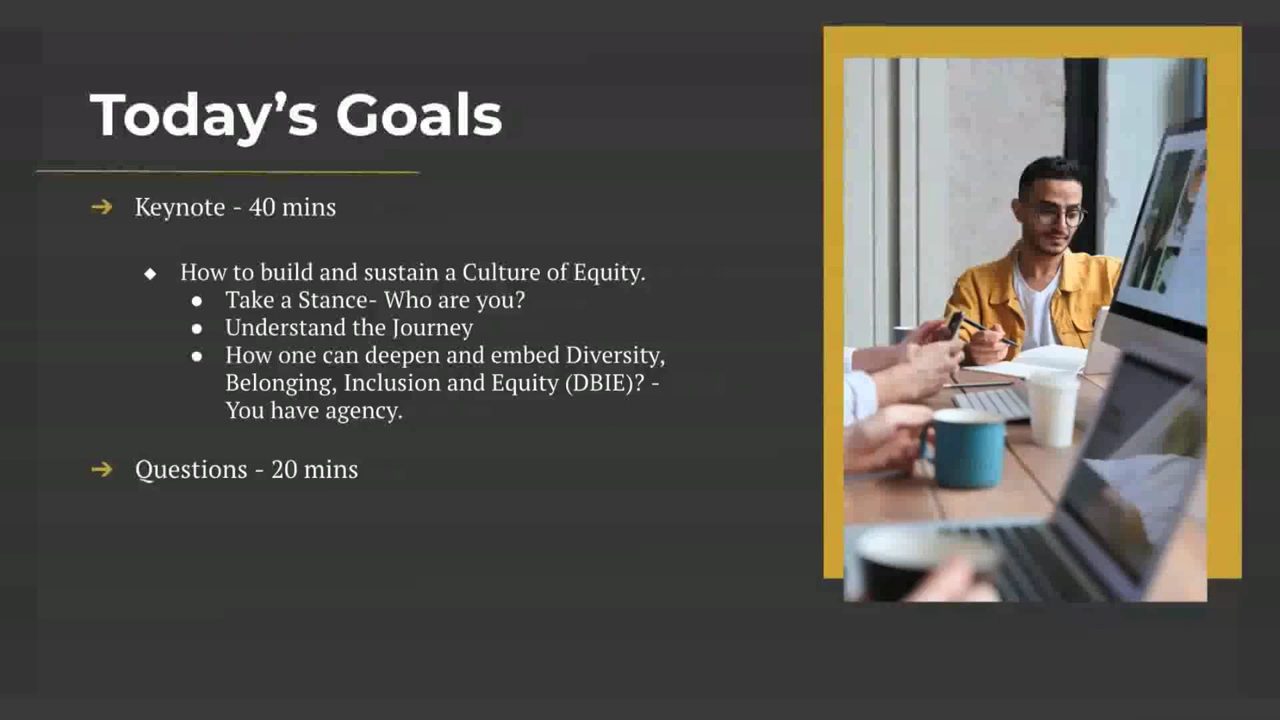 Today's Goals
➔ Keynote - 40 mins
◆ How to build and sustain a Culture of Equity.
● Take a Stance- Who are you?
● Understand the Journey
● How one can deepen and embed Diversity,
Belonging, Inclusion and Equity (DBIE)? -
You have agency.
➔ Questions - 20 mins